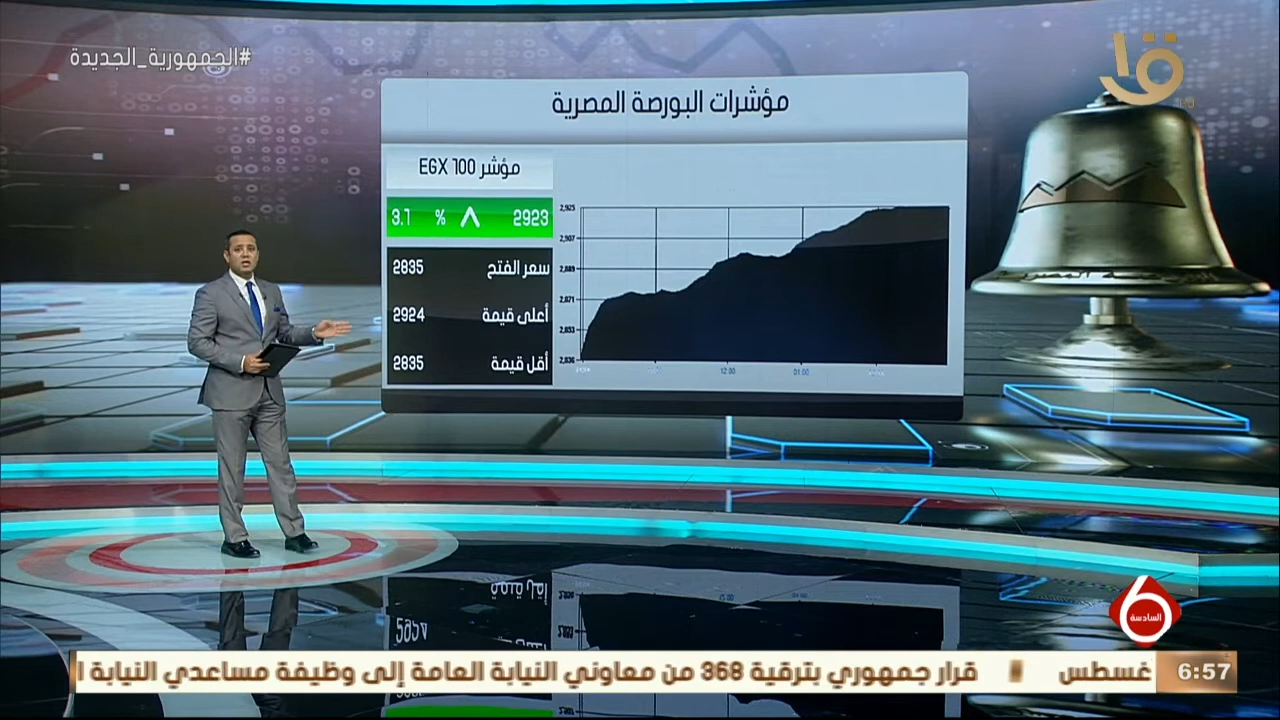 #الجمهورية_الجديدة
مؤشرات البورصة المصرية
مؤشر EGX 100
2923 % 3.1
سعر الفتح 2835
أعلى قيمة 2924
أقل قيمة 2835
2,925
2,907
2,889
2,871
2,853
2,836
12:00
01:00
السادسة
6:57
غسطس
قرار جمهوري بترقية 368 من معاوني النيابة العامة إلى وظيفة مساعدي النيابة ا